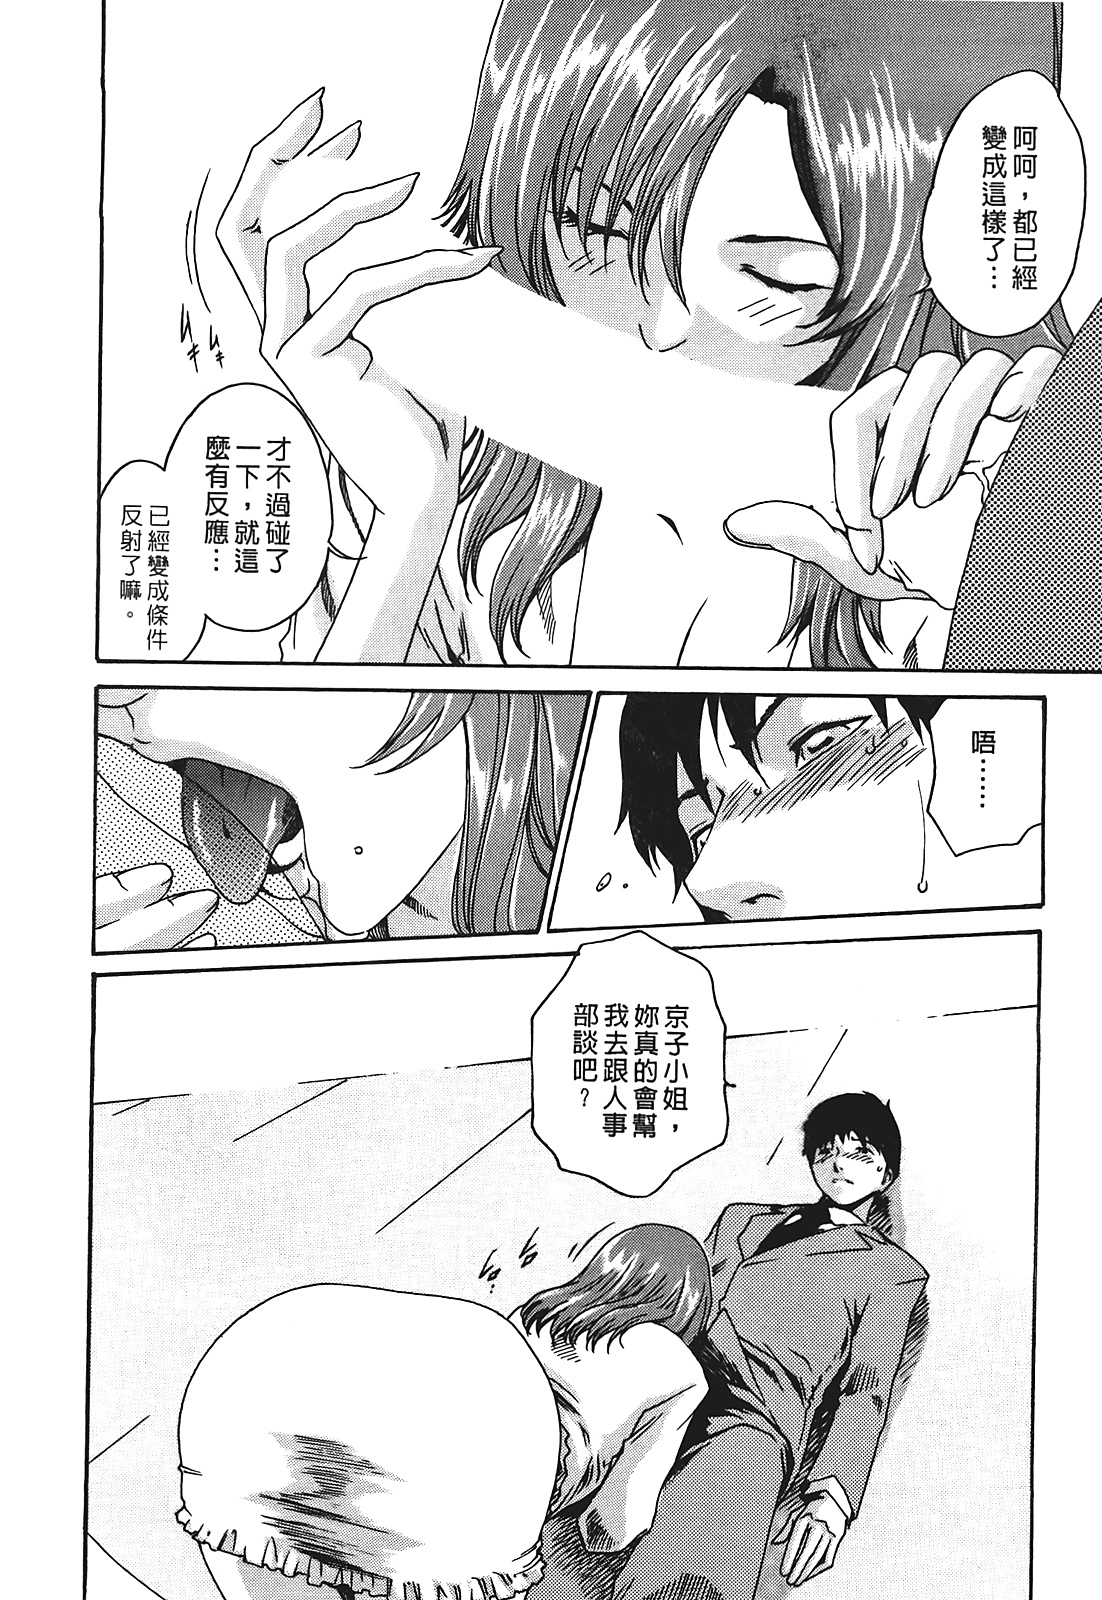 呵呵，都已經
變成這樣了…
才不過碰了
一下，就這
麼有反應…
已經變成條件
反射了嘛。
唔……
京子小姐，
妳真的會幫
我去跟人事
部談吧？